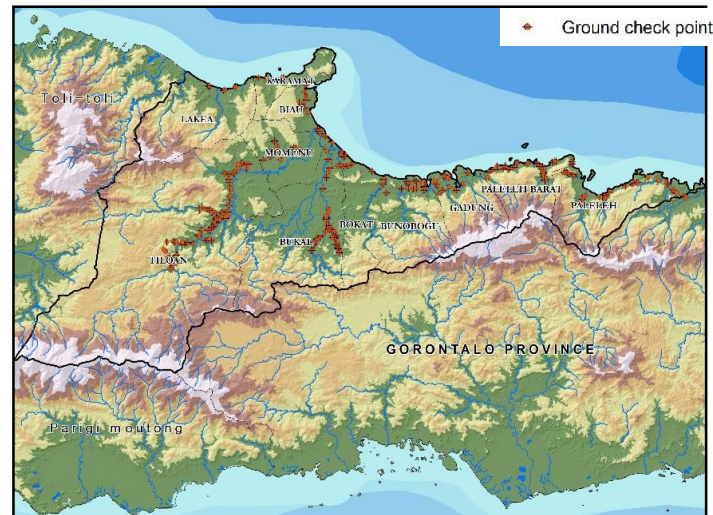 Ground check point
Toli-toli
KARAMAT
BIAU
LAKEA
MOMUNU
PALELEH BARAT
GADUNG
PALELEH
BOKAT
BUNOBOGU
BUKAL
TILOAN
GORONTALO PROVINCE
Parigi moutong